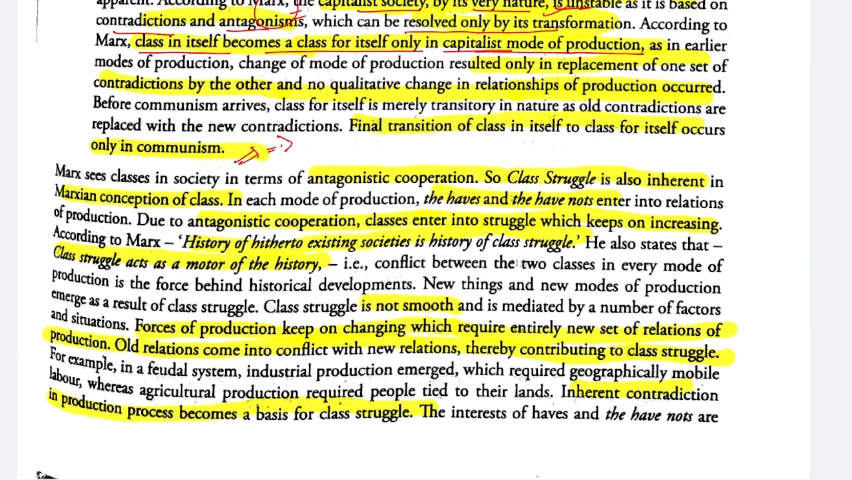 apparent. According to Marx, the capitalist society, by its very nature, is unstable as it is based on
contradictions and antagonisms, which can be resolved only by its transformation. According to
Marx, class in itself becomes a class for itself only in capitalist mode of production, as in earlier
modes of production, change of mode of production resulted only in replacement of one set of
contradictions by the other and no qualitative change in relationships of production occurred.
Before communism arrives, class for itself is merely transitory in nature as old contradictions are
replaced with the new contradictions. Final transition of class in itself to class for itself occurs
only in communism.
Marx sees classes in society in terms of antagonistic cooperation. So Class Struggle is also inherent in
Marxian conception of class. In each mode of production, the haves and the have nots enter into relations
of production. Due to antagonistic cooperation, classes enter into struggle which keeps on increasing.
According to Marx – ‘History of hitherto existing societies is history of class struggle.’ He also states that –
Class struggle acts as a motor of the history, – i.e., conflict between the two classes in every mode of
production is the force behind historical developments. New things and new modes of production
emerge as a result of class struggle. Class struggle is not smooth and is mediated by a number of factors
and situations. Forces of production keep on changing which require entirely new set of relations of
production. Old relations come into conflict with new relations, thereby contributing to class struggle.
For example, in a feudal system, industrial production emerged, which required geographically mobile
labour, whereas agricultural production required people tied to their lands. Inherent contradiction
in production process becomes a basis for class struggle. The interests of haves and the have nots are